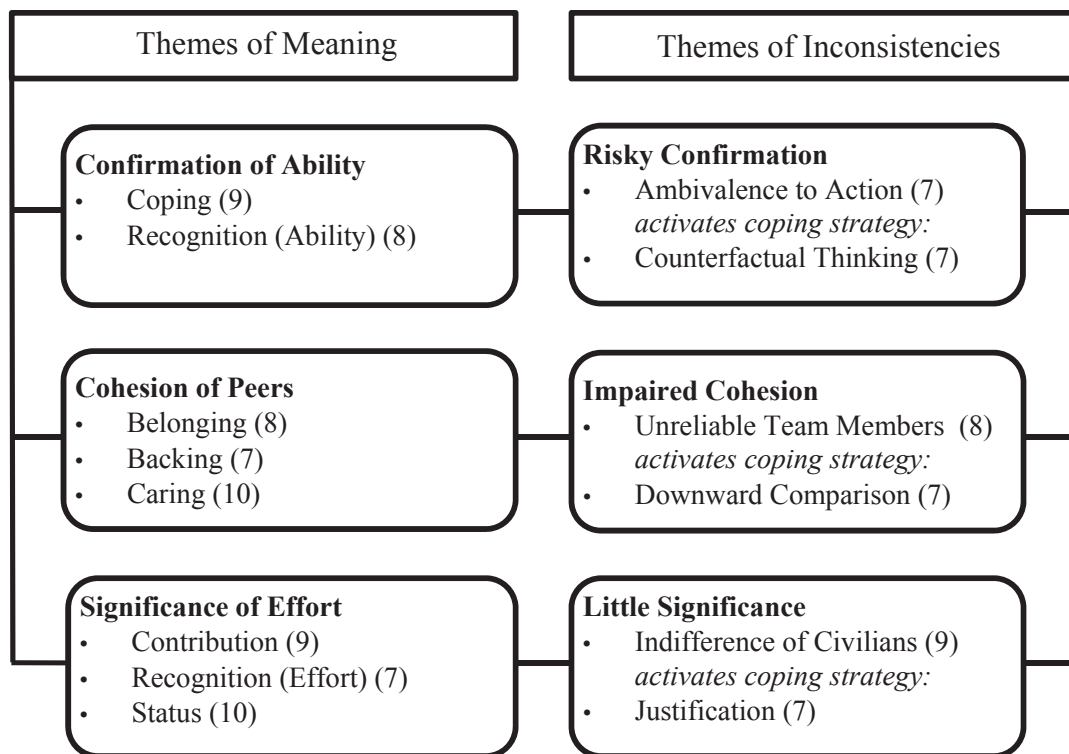 Themes of Meaning
Themes of Inconsistencies
Confirmation of Ability
• Coping (9)
• Recognition (Ability) (8)
Risky Confirmation
• Ambivalence to Action (7)
activates coping strategy:
• Counterfactual Thinking (7)
Cohesion of Peers
• Belonging (8)
• Backing (7)
• Caring (10)
Impaired Cohesion
• Unreliable Team Members (8)
activates coping strategy:
• Downward Comparison (7)
Significance of Effort
• Contribution (9)
• Recognition (Effort) (7)
• Status (10)
Little Significance
• Indifference of Civilians (9)
activates coping strategy:
• Justification (7)